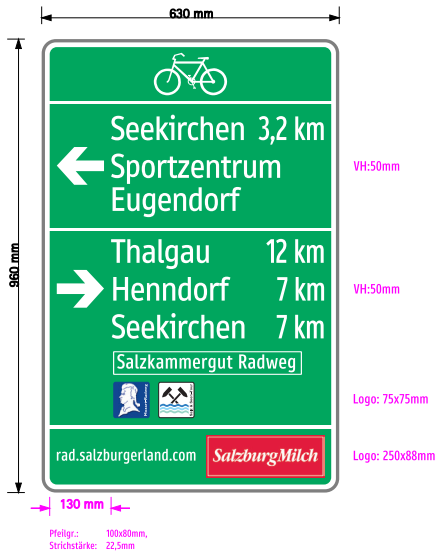 630 mm
960 mm
Seekirchen 3,2 km
Sportzentrum
Eugendorf
VH:50mm
Thalgau 12 km
Henndorf 7 km
Seekirchen 7 km
VH:50mm
Salzkammergut Radweg
Logo: 75x75mm
rad.salzburgerland.com
SalzburgMilch
Logo: 250x88mm
130 mm
Pfeilgr.: 100x80mm,
Strichstärke: 22,5mm